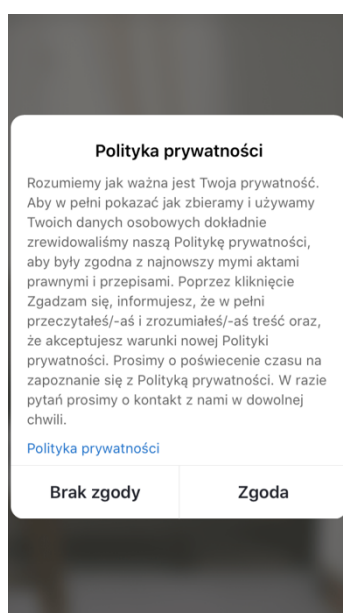 Polityka prywatności
Rozumiemy jak ważna jest Twoja prywatność.
Aby w pełni pokazać jak zbieramy i używamy
Twoich danych osobowych dokładnie
zrewidowaliśmy naszą Politykę prywatności,
aby były zgodna z najnowszy mymi aktami
prawnymi i przepisami. Poprzez kliknięcie
Zgadzam się, informujesz, że w pełni
przeczytałeś/-aś i zrozumiałeś/-aś treść oraz,
że akceptujesz warunki nowej Polityki
prywatności. Prosimy o poświecenie czasu na
zapoznanie się z Polityką prywatności. W razie
pytań prosimy o kontakt z nami w dowolnej
chwili.
Polityka prywatności
Brak zgody
Zgoda